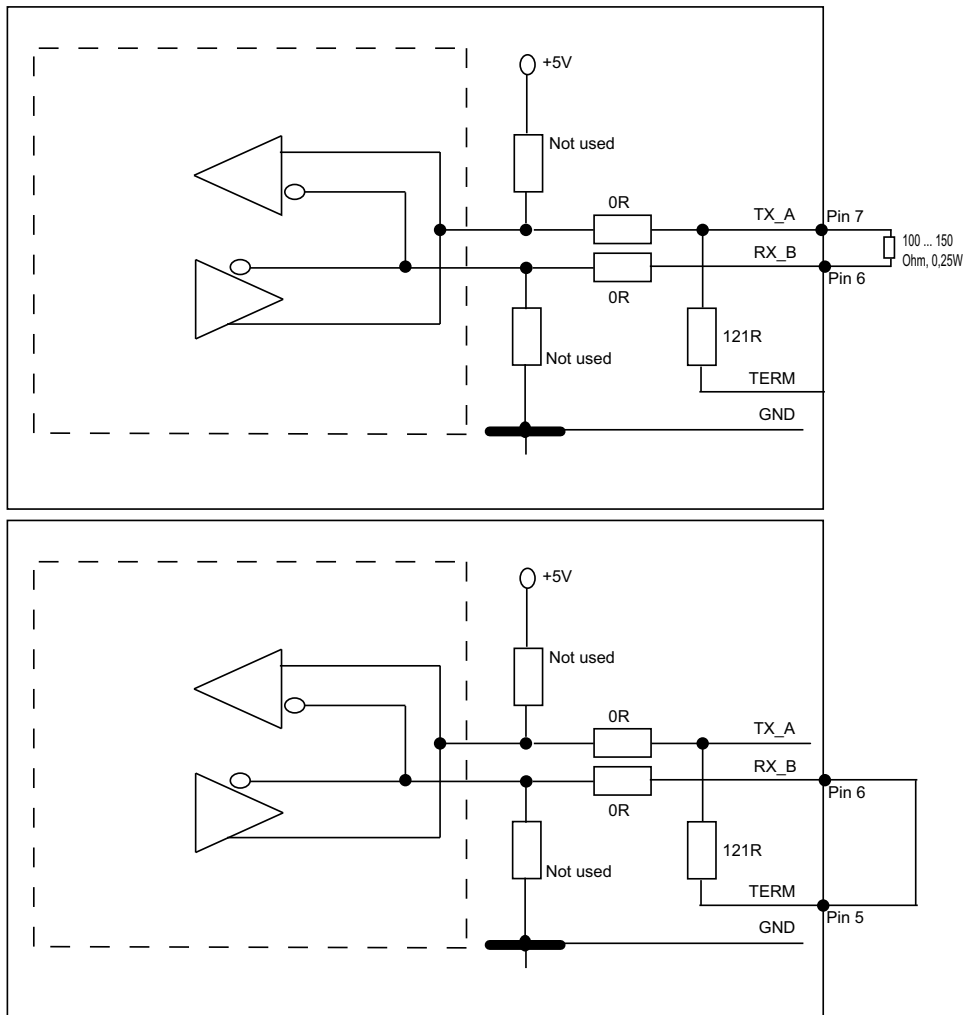 +5V
Not used
0R
TX_A
Pin 7
RX_B
100 ... 150
Ohm, 0,25W
Pin 6
0R
121R
Not used
TERM
GND
+5V
Not used
0R
TX_A
RX_B
Pin 6
0R
121R
Not used
TERM
Pin 5
GND